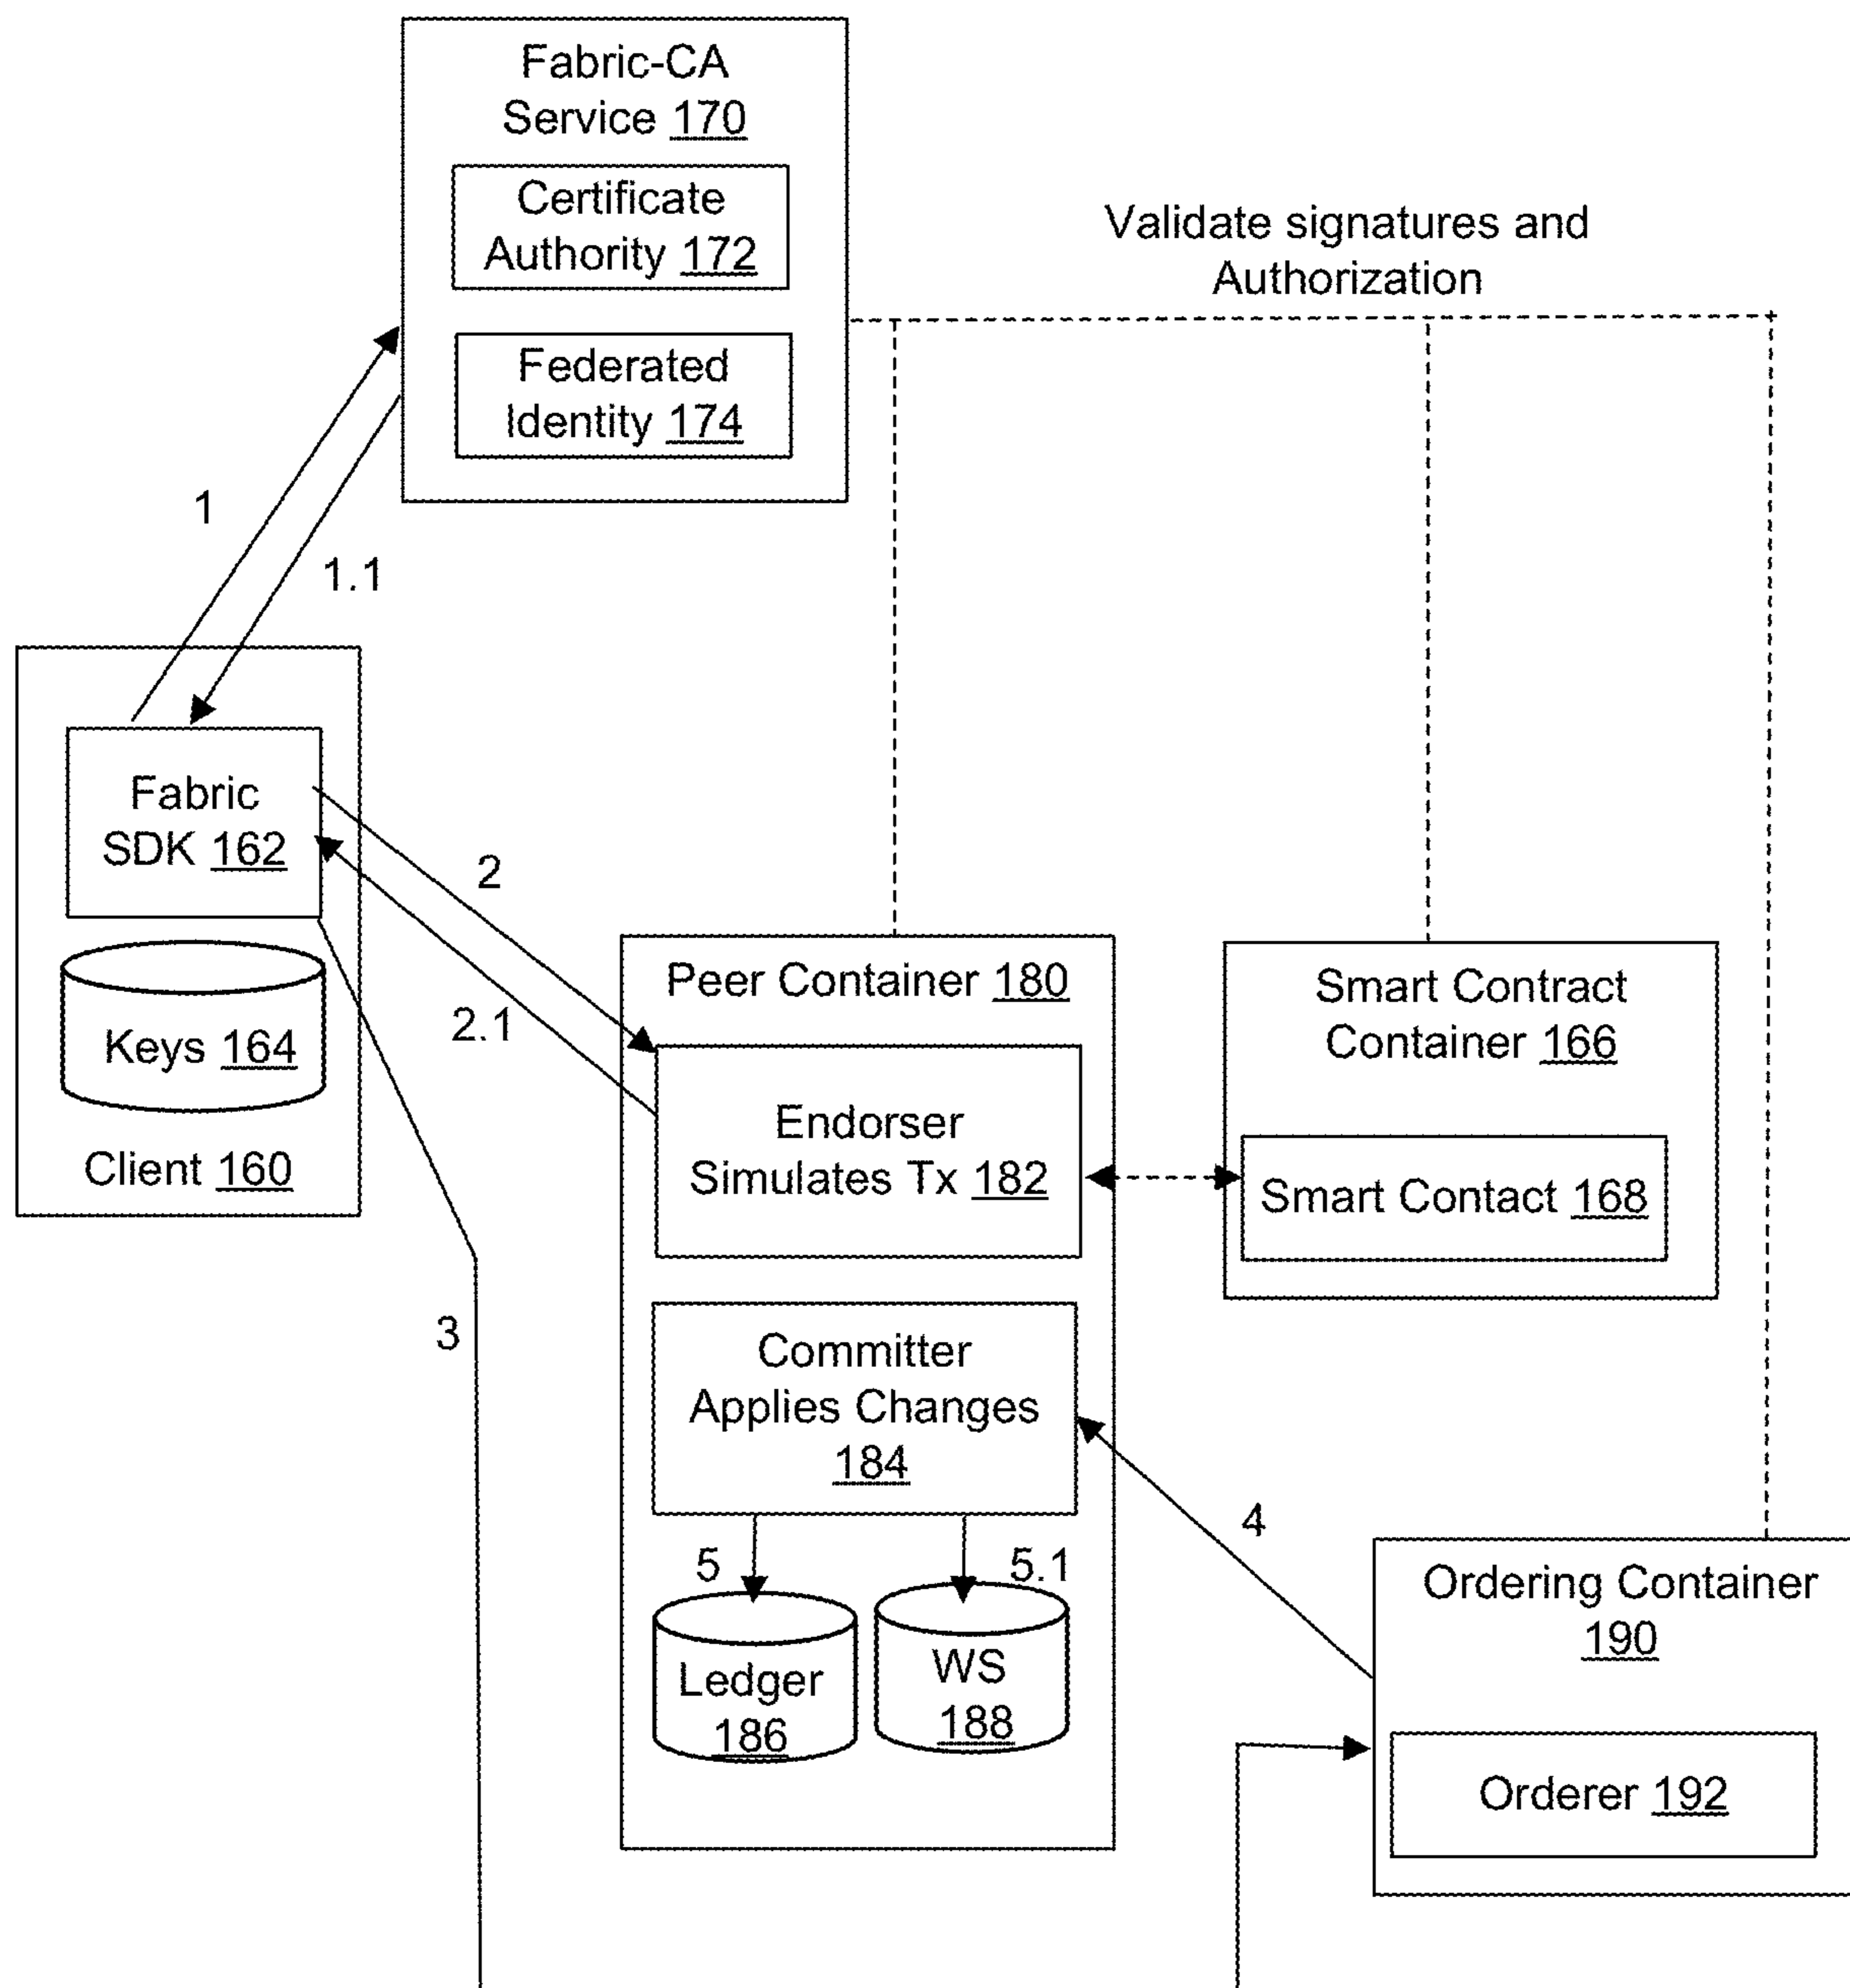 Fabric-CA
Service 170
Certificate
Authority 172
Federated
Identity 174
Validate signatures and
Authorization
1
1.1
Fabric
SDK 162
Keys 164
Client 160
2
2.1
3
Peer Container 180
Endorser
Simulates Tx 182
Committer
Applies Changes
184
5
5.1
Ledger
186
WS
188
Smart Contract
Container 166
Smart Contact 168
4
Ordering Container
190
Orderer 192